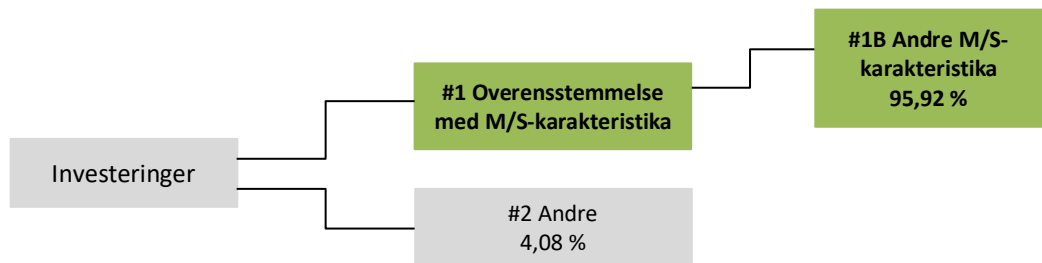 #1B Andre M/S-
karakteristika
95,92 %
#1 Overensstemmelse
med M/S-karakteristika
Investeringer
#2 Andre
4,08 %